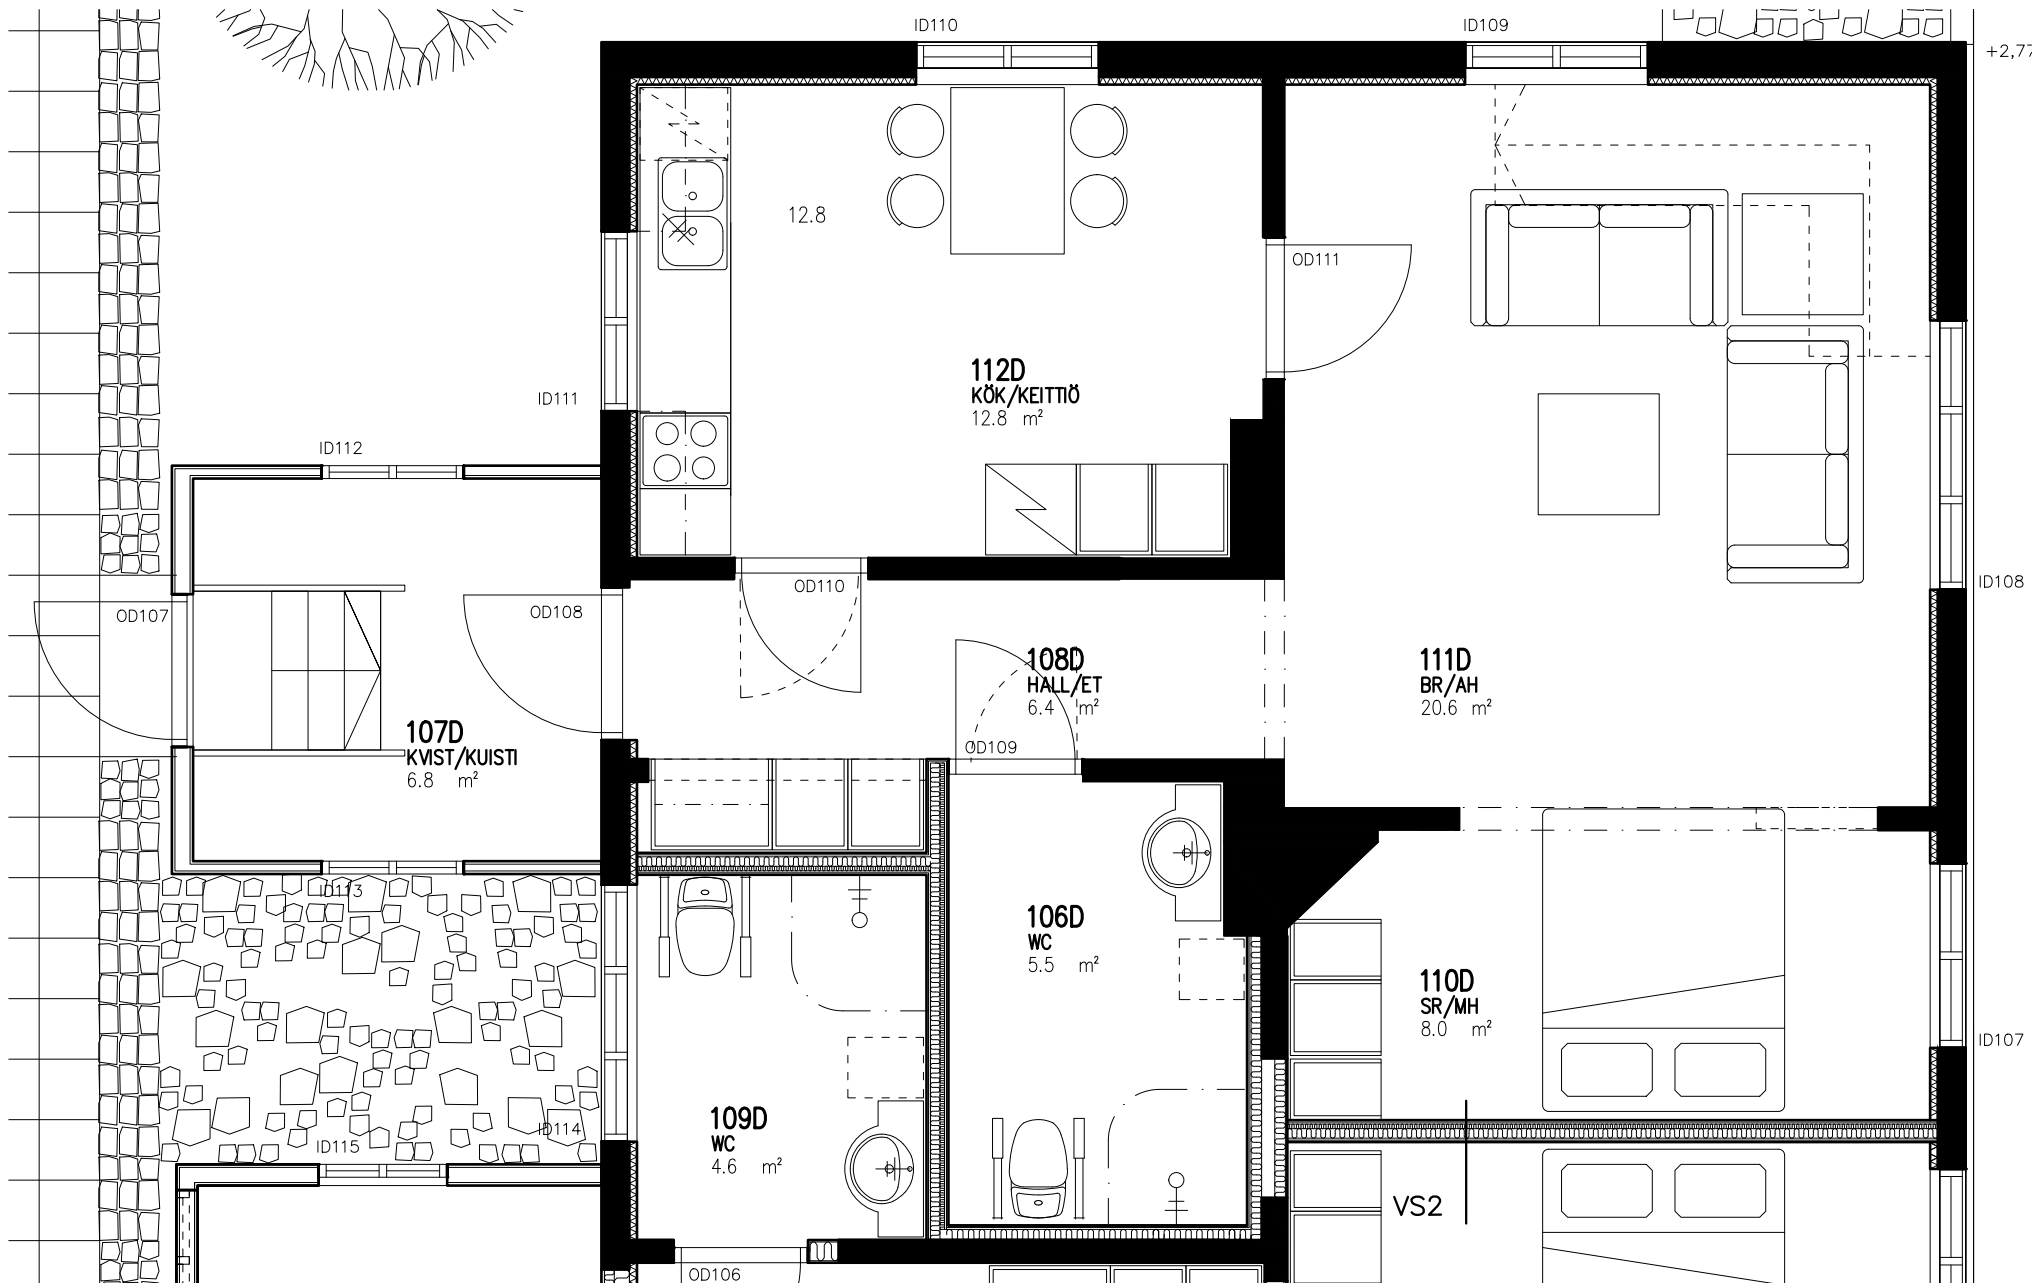 ID110
ID109
+2,77
12.8
OD111
112D
KÖK/KEITTIÖ
12.8 m²
ID111
ID112
OD107
OD108
OD110
ID108
108D
HALL/ET
6.4 m²
111D
BR/AH
20.6 m²
107D
KVIST/KUISTI
6.8 m²
OD109
ID113
106D
WC
5.5 m²
110D
SR/MH
8.0 m²
ID107
109D
WC
4.6 m²
ID114
ID115
VS2
OD106